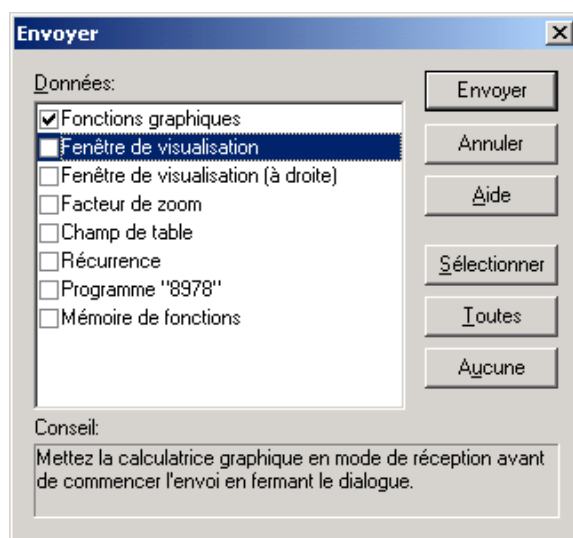 Envoyer
Données:
Fonctions graphiques
Fenêtre de visualisation
Fenêtre de visualisation (à droite)
Facteur de zoom
Champ de table
Récurrence
Programme "8978"
Mémoire de fonctions
Envoyer
Annuler
Aide
Sélectionner
Toutes
Aucune
Conseil:
Mettez la calculatrice graphique en mode de réception avant
de commencer l'envoi en fermant le dialogue.